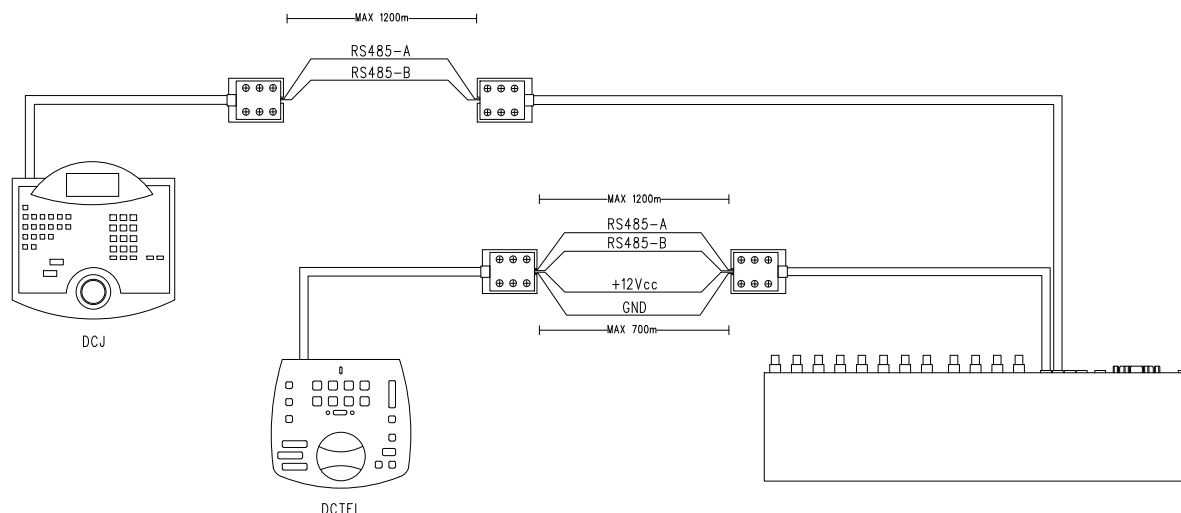 MAX 1200m
RS485-A
RS485-B
MAX 1200m
RS485-A
RS485-B
+12Vcc
GND
MAX 700m
DCJ
DCTEL